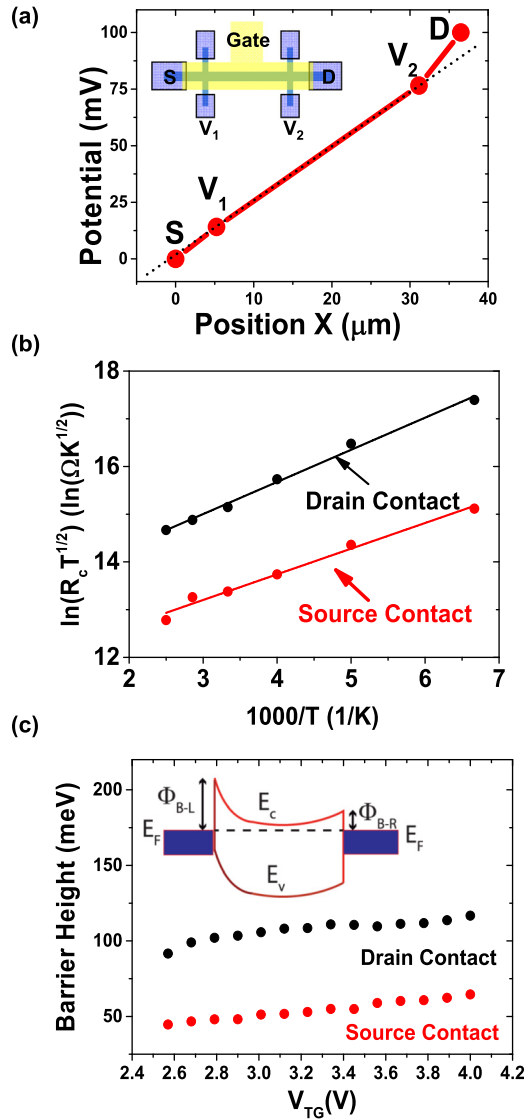 (a)
Potential (mV)
100
75
50
25
0
Gate
S
D
V1
V2
S
V1
V2
D
0 10 20 30 40
Position X (μm)
(b)
ln(RcT^1/2) (ln(ΩK^1/2))
18
16
14
12
Drain Contact
Source Contact
2 3 4 5 6 7
1000/T (1/K)
(c)
Barrier Height (meV)
200
150
100
50
ΦB-L
Ec
ΦB-R
EF
EF
Ev
Drain Contact
Source Contact
2.4 2.6 2.8 3.0 3.2 3.4 3.6 3.8 4.0 4.2
VTG(V)